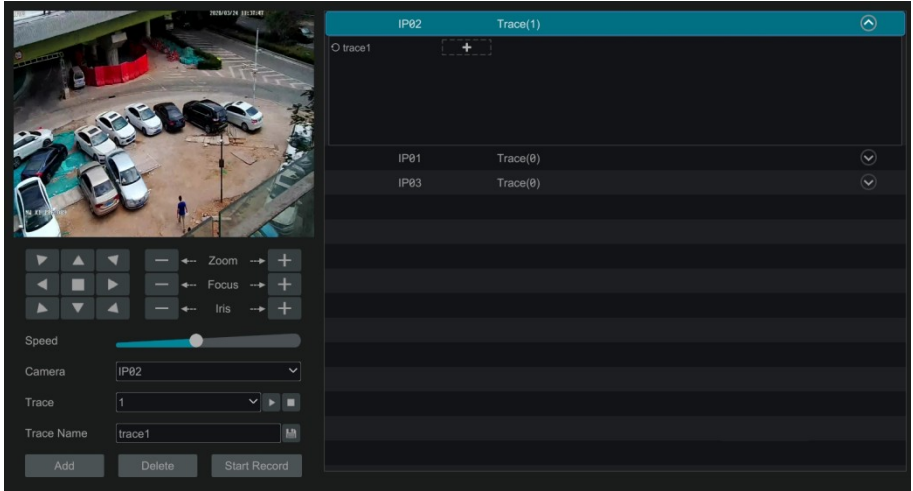 IP02 Trace(1)
trace1
IP01 Trace(0)
IP03 Trace(0)
Zoom
Focus
Iris
Speed
Camera IP02
Trace 1
Trace Name trace1
Add Delete Start Record